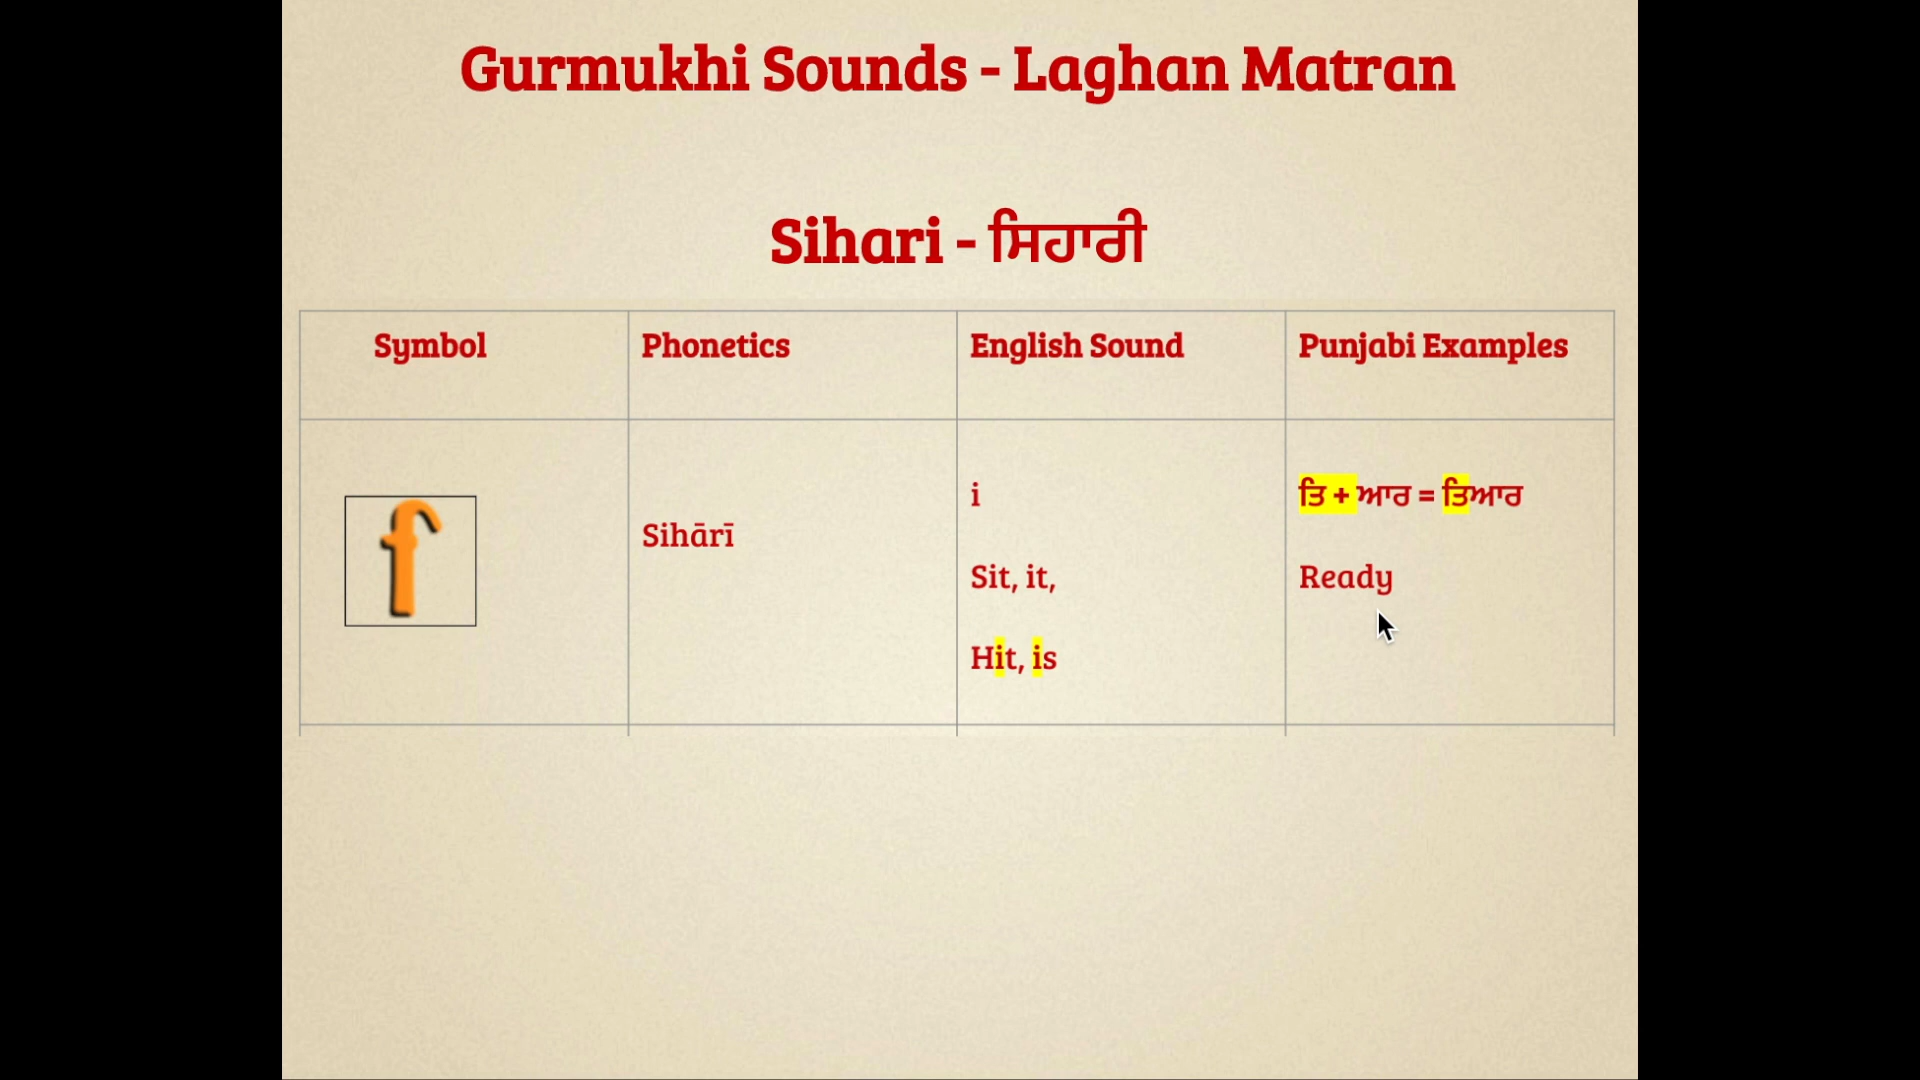 Gurmukhi Sounds - Laghan Matran
Sihari - ਸਿਹਾਰੀ
Symbol
Phonetics
English Sound
Punjabi Examples
ਿ
Sihārī
i
Sit, it,
Hit, is
ਤਿ + ਆਰ = ਤਿਆਰ
Ready